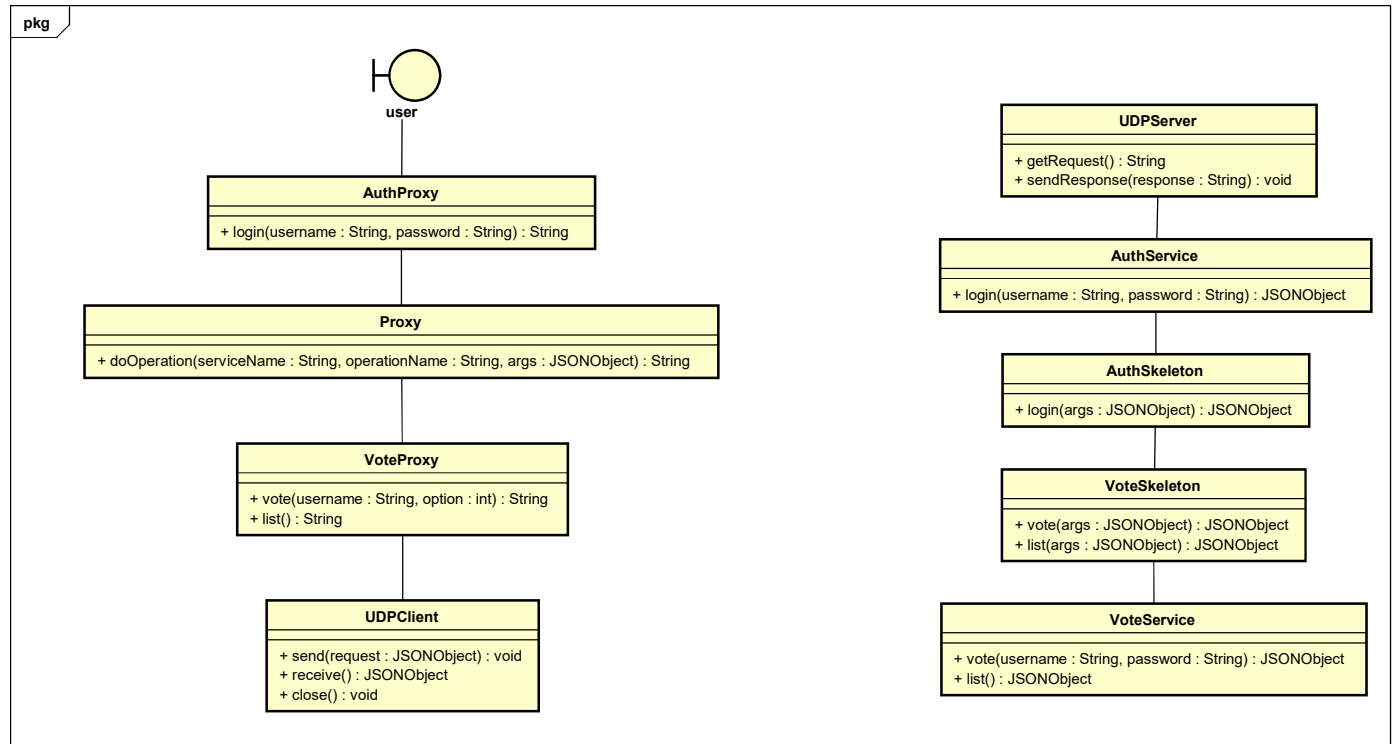 pkg
user
AuthProxy
+ login(username : String, password : String) : String
Proxy
+ doOperation(serviceName : String, operationName : String, args : JSONObject) : String
VoteProxy
+ vote(username : String, option : int) : String
+ list() : String
UDPClient
+ send(request : JSONObject) : void
+ receive() : JSONObject
+ close() : void
UDPServer
+ getRequest() : String
+ sendResponse(response : String) : void
AuthService
+ login(username : String, password : String) : JSONObject
AuthSkeleton
+ login(args : JSONObject) : JSONObject
VoteSkeleton
+ vote(args : JSONObject) : JSONObject
+ list(args : JSONObject) : JSONObject
VoteService
+ vote(username : String, password : String) : JSONObject
+ list() : JSONObject